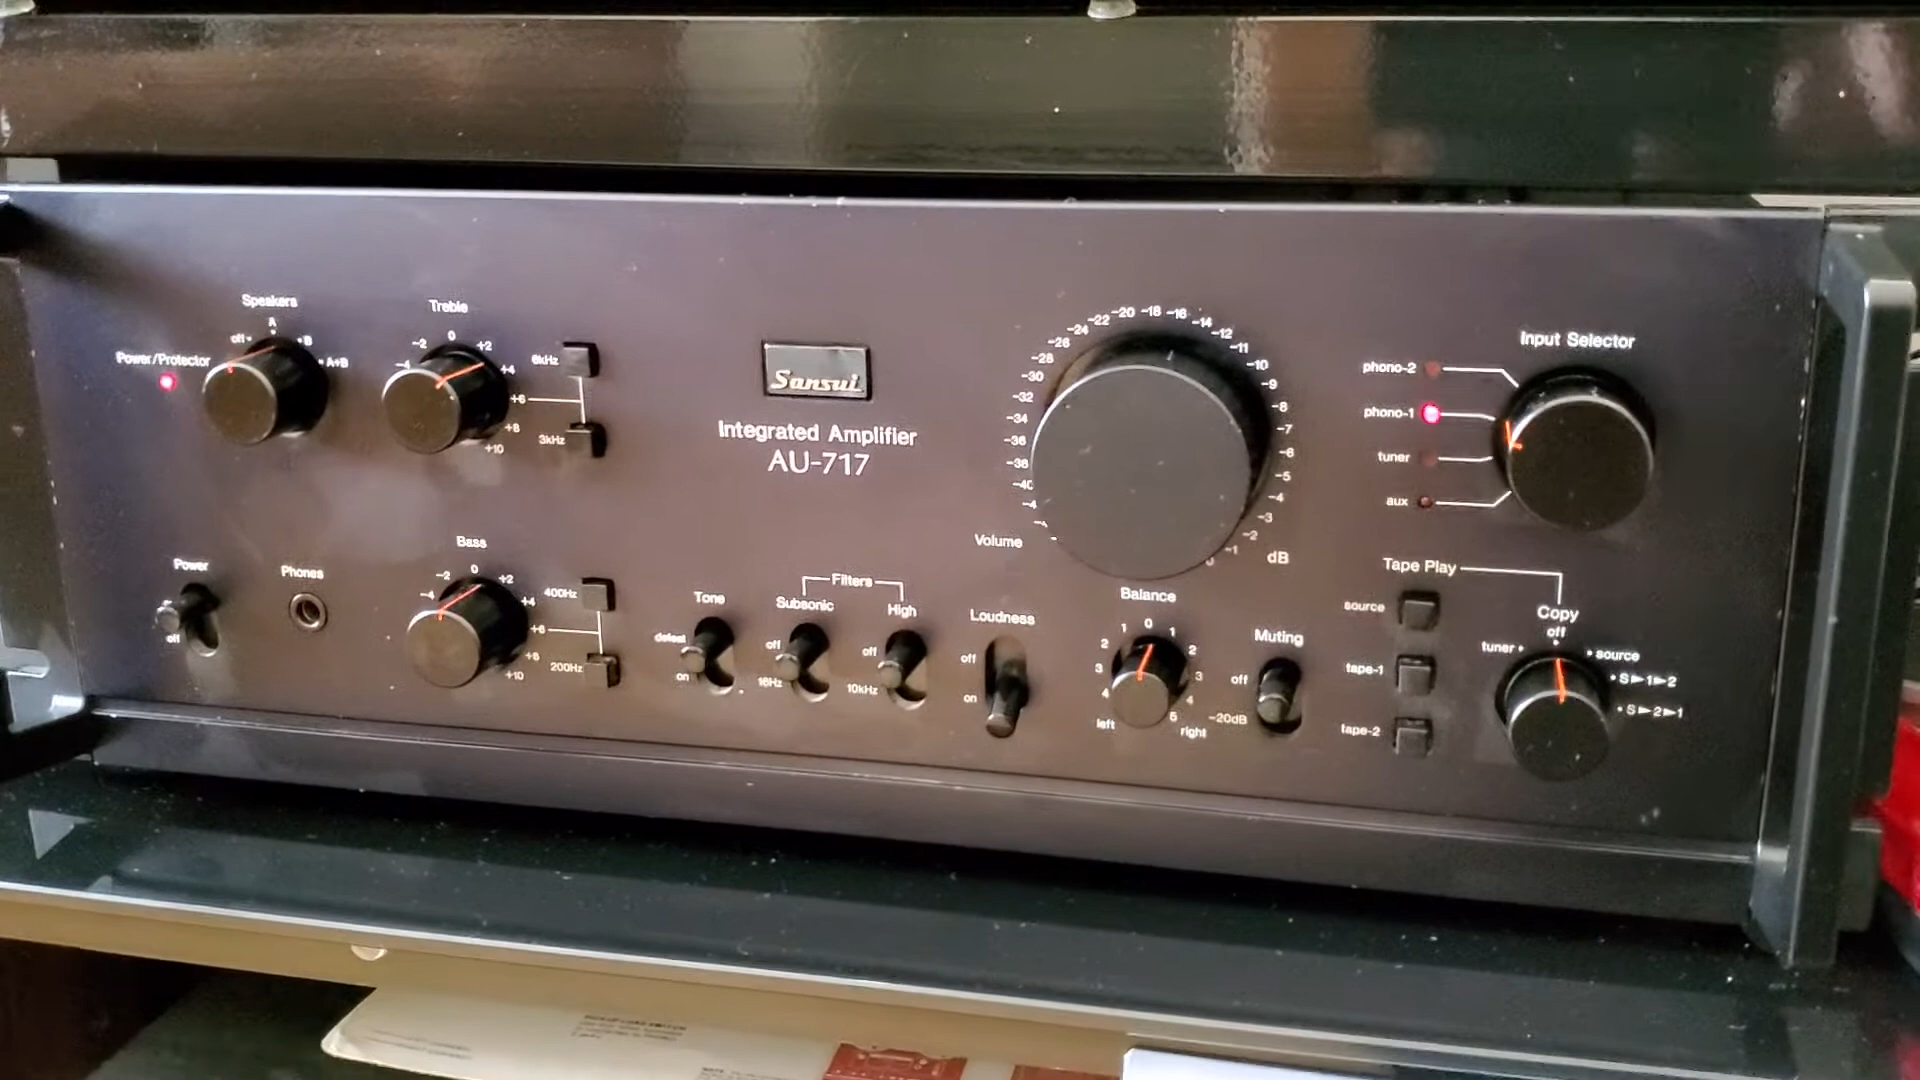 Speakers
off
A
B
A+B
Power/Protector
Treble
-4
-2
0
+2
+4
+6
+8
+10
6kHz
3kHz
Sansui
Integrated Amplifier
AU-717
-40
-38
-36
-34
-32
-30
-28
-26
-24
-22
-20
-18
-16
-14
-12
-11
-10
-9
-8
-7
-6
-5
-4
-3
-2
-1
0
Volume
dB
Input Selector
phono-2
phono-1
tuner
aux
Power
off
Phones
Bass
-4
-2
0
+2
+4
+6
+8
+10
400Hz
200Hz
Tone
defeat
on
Filters
Subsonic
off
16Hz
High
off
10kHz
Loudness
off
on
Balance
4
3
2
1
0
1
2
3
4
5
left
right
Muting
off
-20dB
Tape Play
source
tape-1
tape-2
Copy
tuner
off
source
S►1►2
S►2►1